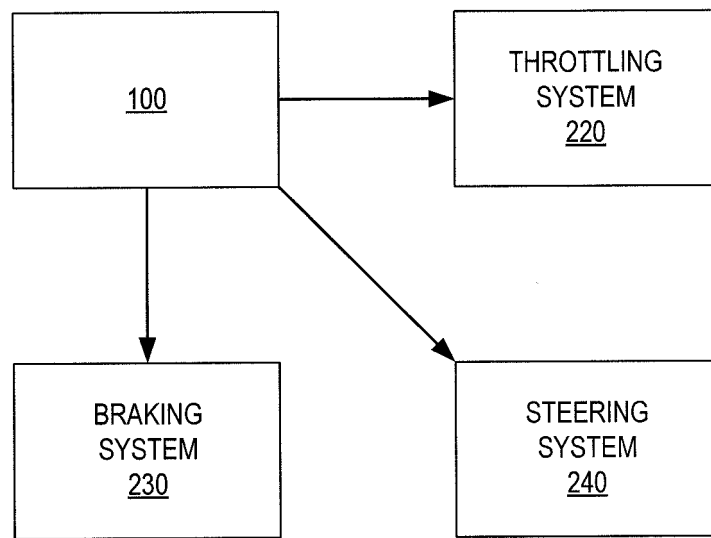 100
THROTTLING
SYSTEM
220
BRAKING
SYSTEM
230
STEERING
SYSTEM
240